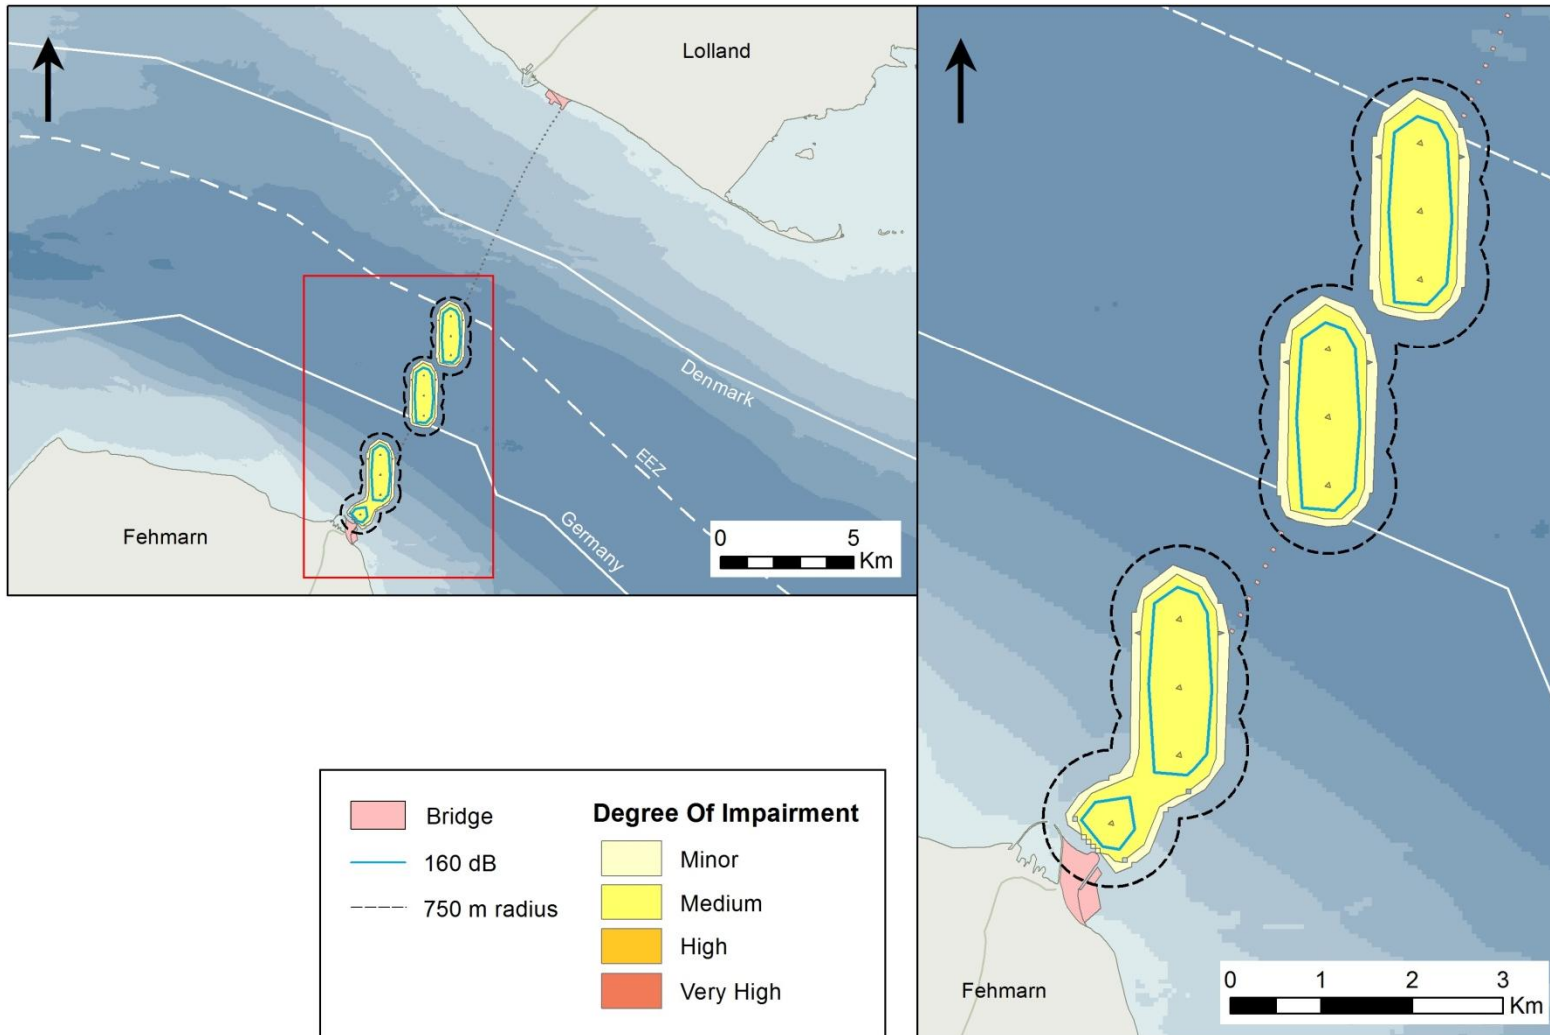 Lolland
Denmark
EEZ
Germany
Fehmarn
0 5
Km
Bridge
160 dB
750 m radius
Degree Of Impairment
Minor
Medium
High
Very High
Fehmarn
0 1 2 3
Km